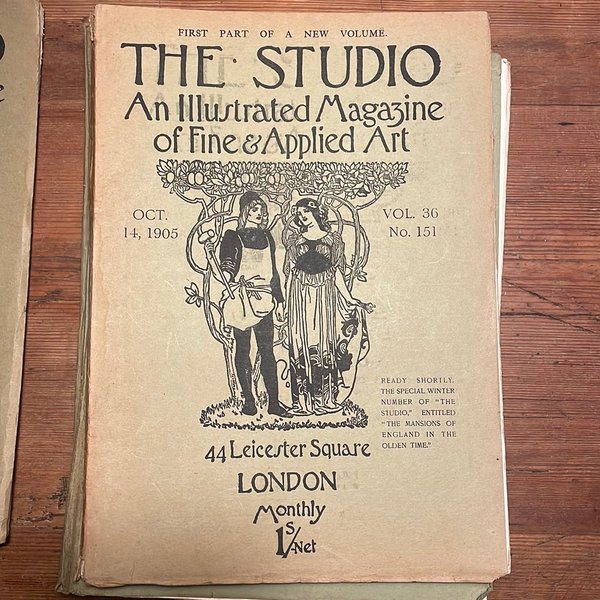 FIRST PART OF A NEW VOLUME.
THE STUDIO
An Illustrated Magazine
of Fine & Applied Art
OCT.
14, 1905
VOL. 36
No. 151
READY SHORTLY.
THE SPECIAL WINTER
NUMBER OF "THE
STUDIO," ENTITLED
"THE MANSIONS OF
ENGLAND IN THE
OLDEN TIME."
44 Leicester Square
LONDON
Monthly
1S/-Net